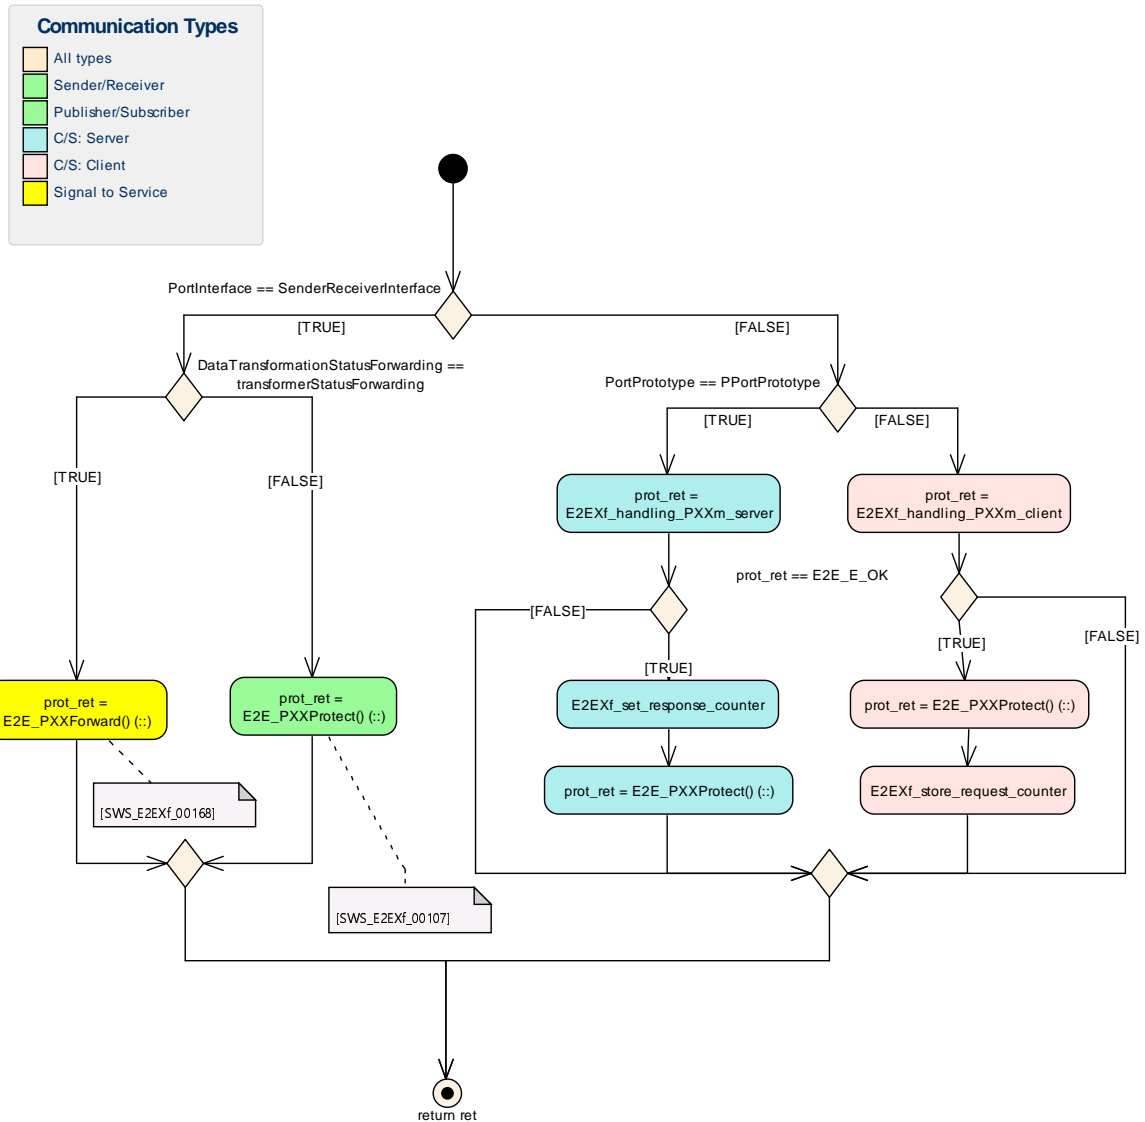 Communication Types
All types
Sender/Receiver
Publisher/Subscriber
C/S: Server
C/S: Client
Signal to Service
PortInterface == SenderReceiverInterface
[TRUE]
[FALSE]
DataTransformationStatusForwarding ==
transformerStatusForwarding
PortPrototype == PPortPrototype
[TRUE]
[FALSE]
[TRUE]
[FALSE]
prot_ret =
E2EXf_handling_PXXm_server
prot_ret =
E2EXf_handling_PXXm_client
prot_ret == E2E_E_OK
[FALSE]
[TRUE]
[TRUE]
[FALSE]
prot_ret =
E2E_PXXForward() (::)
prot_ret =
E2E_PXXProtect() (::)
E2EXf_set_response_counter
prot_ret = E2E_PXXProtect() (::)
prot_ret = E2E_PXXProtect() (::)
E2EXf_store_request_counter
[SWS_E2EXf_00168]
[SWS_E2EXf_00107]
return ret